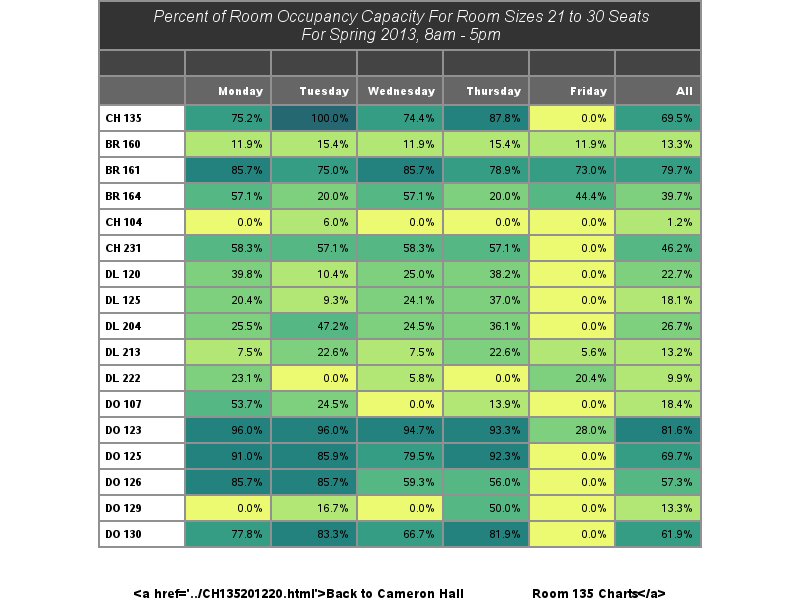 Percent of Room Occupancy Capacity For Room Sizes 21 to 30 Seats
For Spring 2013, 8am - 5pm
Monday Tuesday Wednesday Thursday Friday All
CH 135 75.2% 100.0% 74.4% 87.8% 0.0% 69.5%
BR 160 11.9% 15.4% 11.9% 15.4% 11.9% 13.3%
BR 161 85.7% 75.0% 85.7% 78.9% 73.0% 79.7%
BR 164 57.1% 20.0% 57.1% 20.0% 44.4% 39.7%
CH 104 0.0% 6.0% 0.0% 0.0% 0.0% 1.2%
CH 231 58.3% 57.1% 58.3% 57.1% 0.0% 46.2%
DL 120 39.8% 10.4% 25.0% 38.2% 0.0% 22.7%
DL 125 20.4% 9.3% 24.1% 37.0% 0.0% 18.1%
DL 204 25.5% 47.2% 24.5% 36.1% 0.0% 26.7%
DL 213 7.5% 22.6% 7.5% 22.6% 5.6% 13.2%
DL 222 23.1% 0.0% 5.8% 0.0% 20.4% 9.9%
DO 107 53.7% 24.5% 0.0% 13.9% 0.0% 18.4%
DO 123 96.0% 96.0% 94.7% 93.3% 28.0% 81.6%
DO 125 91.0% 85.9% 79.5% 92.3% 0.0% 69.7%
DO 126 85.7% 85.7% 59.3% 56.0% 0.0% 57.3%
DO 129 0.0% 16.7% 0.0% 50.0% 0.0% 13.3%
DO 130 77.8% 83.3% 66.7% 81.9% 0.0% 61.9%
<a href='../CH135201220.html'>Back to Cameron Hall Room 135 Charts</a>